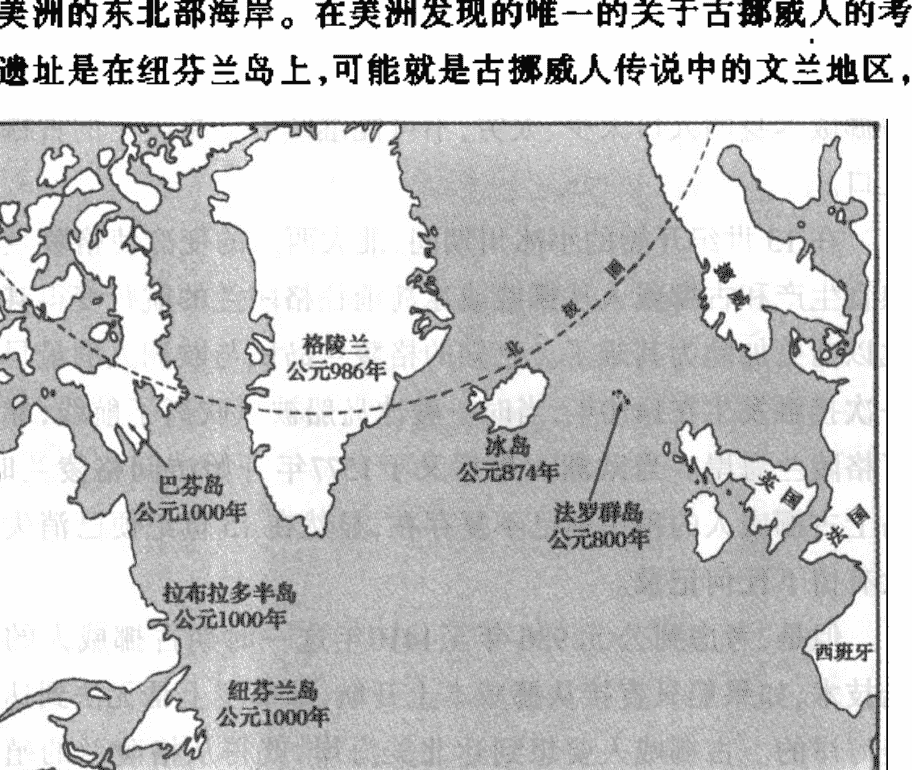 美洲的东北部海岸。在美洲发现的唯一的关于古挪威人的考
遗址是在纽芬兰岛上,可能就是古挪威人传说中的文兰地区,
北极圈
挪威
格陵兰
公元986年
冰岛
公元874年
巴芬岛
公元1000年
法罗群岛
公元800年
英国
法国
拉布拉多半岛
公元1000年
西班牙
纽芬兰岛
公元1000年